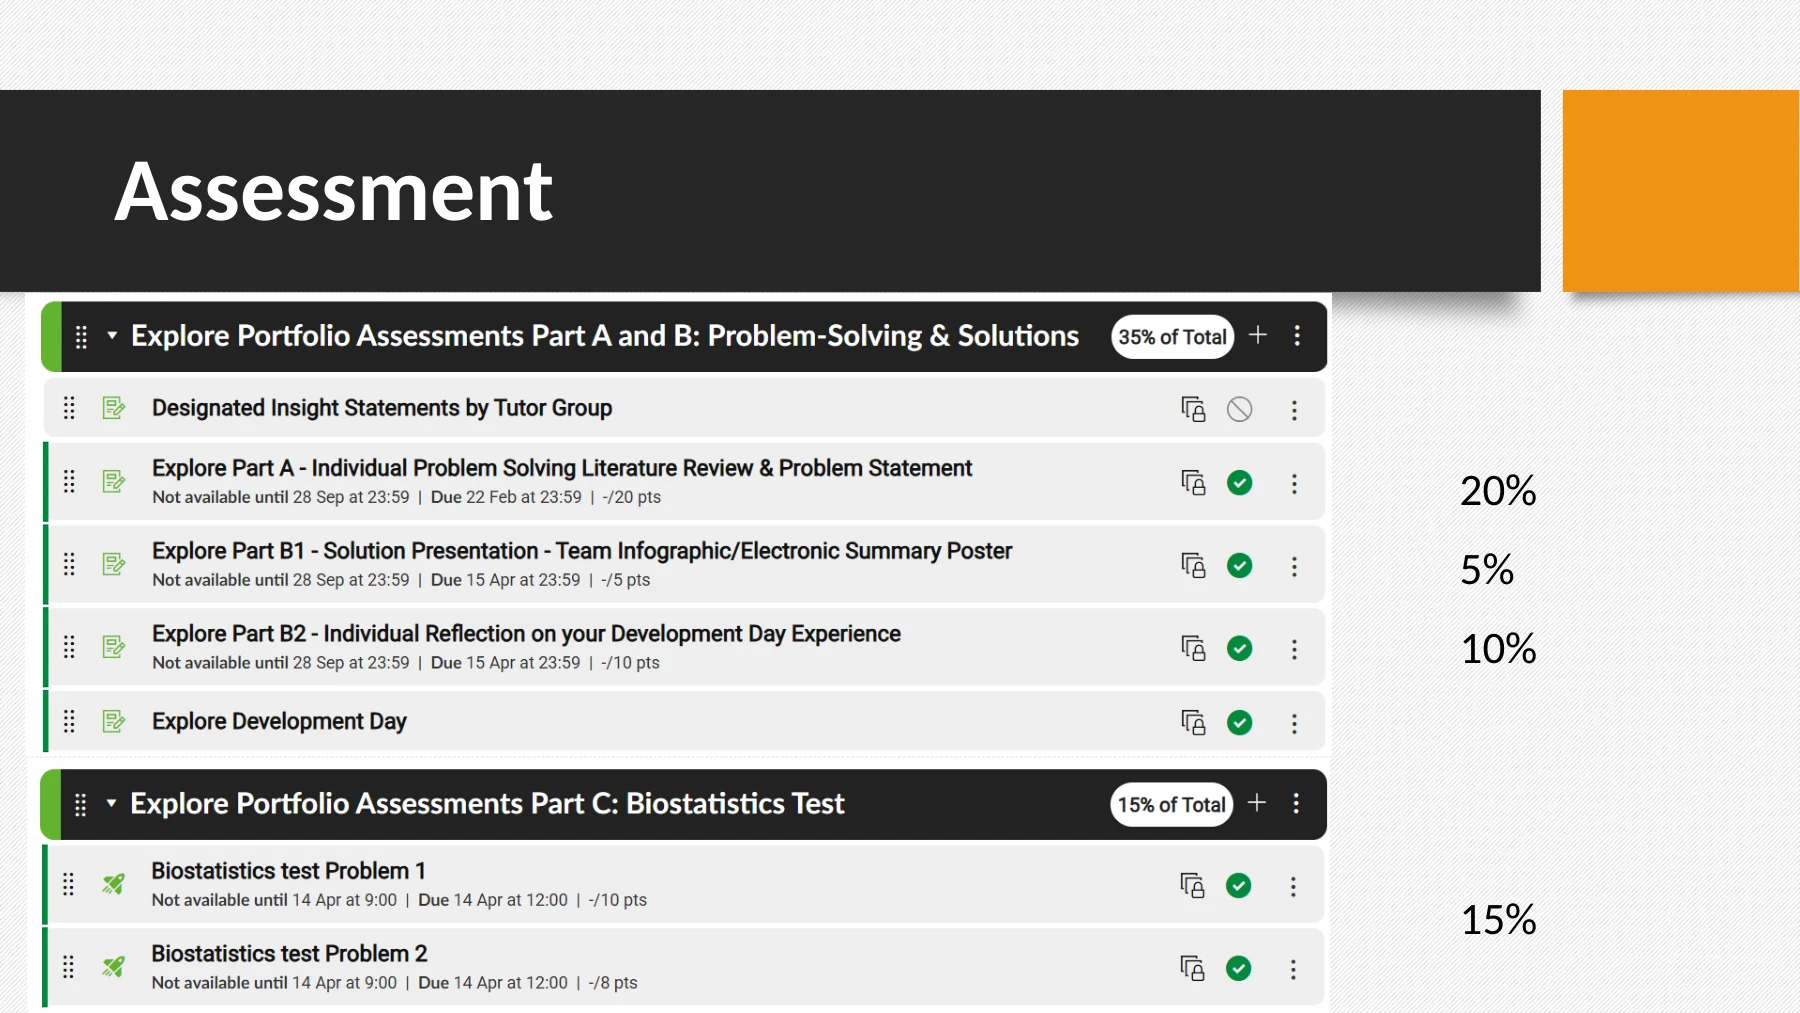 Assessment
Explore Portfolio Assessments Part A and B: Problem-Solving & Solutions 35% of Total
Designated Insight Statements by Tutor Group
Explore Part A - Individual Problem Solving Literature Review & Problem Statement
Not available until 28 Sep at 23:59 | Due 22 Feb at 23:59 | -/20 pts
20%
Explore Part B1 - Solution Presentation - Team Infographic/Electronic Summary Poster
Not available until 28 Sep at 23:59 | Due 15 Apr at 23:59 | -/5 pts
5%
Explore Part B2 - Individual Reflection on your Development Day Experience
Not available until 28 Sep at 23:59 | Due 15 Apr at 23:59 | -/10 pts
10%
Explore Development Day
Explore Portfolio Assessments Part C: Biostatistics Test 15% of Total
Biostatistics test Problem 1
Not available until 14 Apr at 9:00 | Due 14 Apr at 12:00 | -/10 pts
15%
Biostatistics test Problem 2
Not available until 14 Apr at 9:00 | Due 14 Apr at 12:00 | -/8 pts